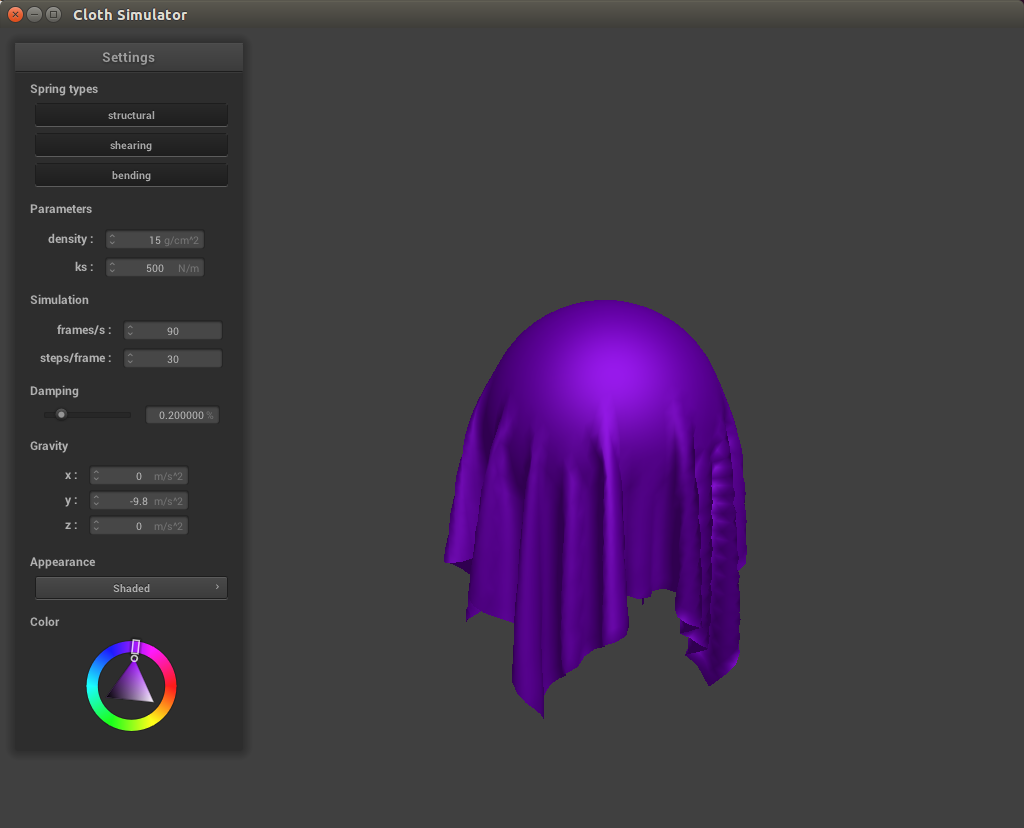 Cloth Simulator
Settings
Spring types
structural
shearing
bending
Parameters
density : 15 g/cm^2
ks : 500 N/m
Simulation
frames/s : 90
steps/frame : 30
Damping
0.200000 %
Gravity
x : 0 m/s^2
y : -9.8 m/s^2
z : 0 m/s^2
Appearance
Shaded
Color